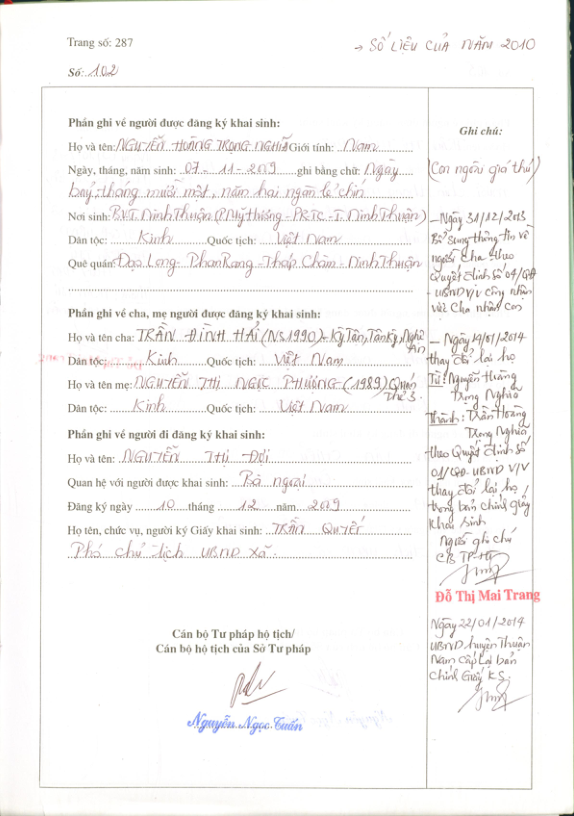 Trang số: 287
→ SỐ LIỆU CỦA NĂM 2010
Số: 102
Phần ghi về người được đăng ký khai sinh:
Họ và tên: NGUYỄN HOÀNG TRỌNG NGHĨA Giới tính: Nam
Ngày, tháng, năm sinh: 07 - 11 - 2009 ghi bằng chữ: Ngày
bảy, tháng mười một, năm hai ngàn lẻ chín
Nơi sinh: B.V.T Ninh Thuận (P. Mỹ Hương - PR.TC - T. Ninh Thuận)
Dân tộc: Kinh Quốc tịch: Việt Nam
Quê quán: Đạo Long - Phan Rang - Tháp Chàm - Ninh Thuận
Phần ghi về cha, mẹ người được đăng ký khai sinh:
Họ và tên cha: TRẦN ĐÌNH HẢI (NS 1990) - Kỳ Tân, Tân Kỳ, Nghệ An
Dân tộc: Kinh Quốc tịch: Việt Nam
Họ và tên mẹ: NGUYỄN THỊ NGỌC PHƯỢNG (1989) Quán Thẻ 3.
Dân tộc: Kinh Quốc tịch: Việt Nam
Phần ghi về người đi đăng ký khai sinh:
Họ và tên: NGUYỄN THỊ ĐỢI
Quan hệ với người được khai sinh: Bà ngoại
Đăng ký ngày 10 tháng 12 năm 2009
Họ tên, chức vụ, người ký Giấy khai sinh: TRẦN QUYẾT
Phó chủ tịch UBND xã.
Cán bộ Tư pháp hộ tịch/
Cán bộ hộ tịch của Sở Tư pháp
Nguyễn Ngọc Tuấn
Ghi chú:
(Con ngoài giá thú)
- Ngày 31/12/2013
Bổ sung thông tin về
người cha theo
Quyết định số 04/QĐ
- UBND V/v công nhận
việc cha nhận con
- Ngày 19/01/2014
thay đổi lại họ
Từ: Nguyễn Hoàng
Trọng Nghĩa
Thành: Trần Hoàng
Trọng Nghĩa
theo Quyết định số
01/QĐ. UBND V/V
thay đổi lại họ
trong bản chính giấy
khai sinh
Người ghi chú
CB TP-HT
Đỗ Thị Mai Trang
Ngày 22/01/2014
UBND huyện Thuận
Nam cấp lại bản
chính Giấy KS.